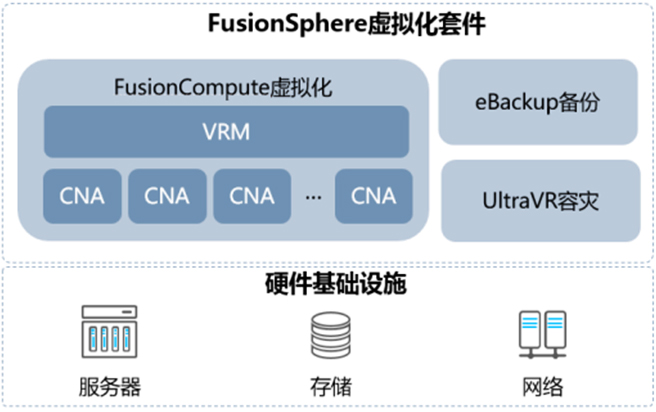 FusionSphere虚拟化套件
FusionCompute虚拟化
VRM
CNA CNA CNA ... CNA
eBackup备份
UltraVR容灾
硬件基础设施
服务器 存储 网络